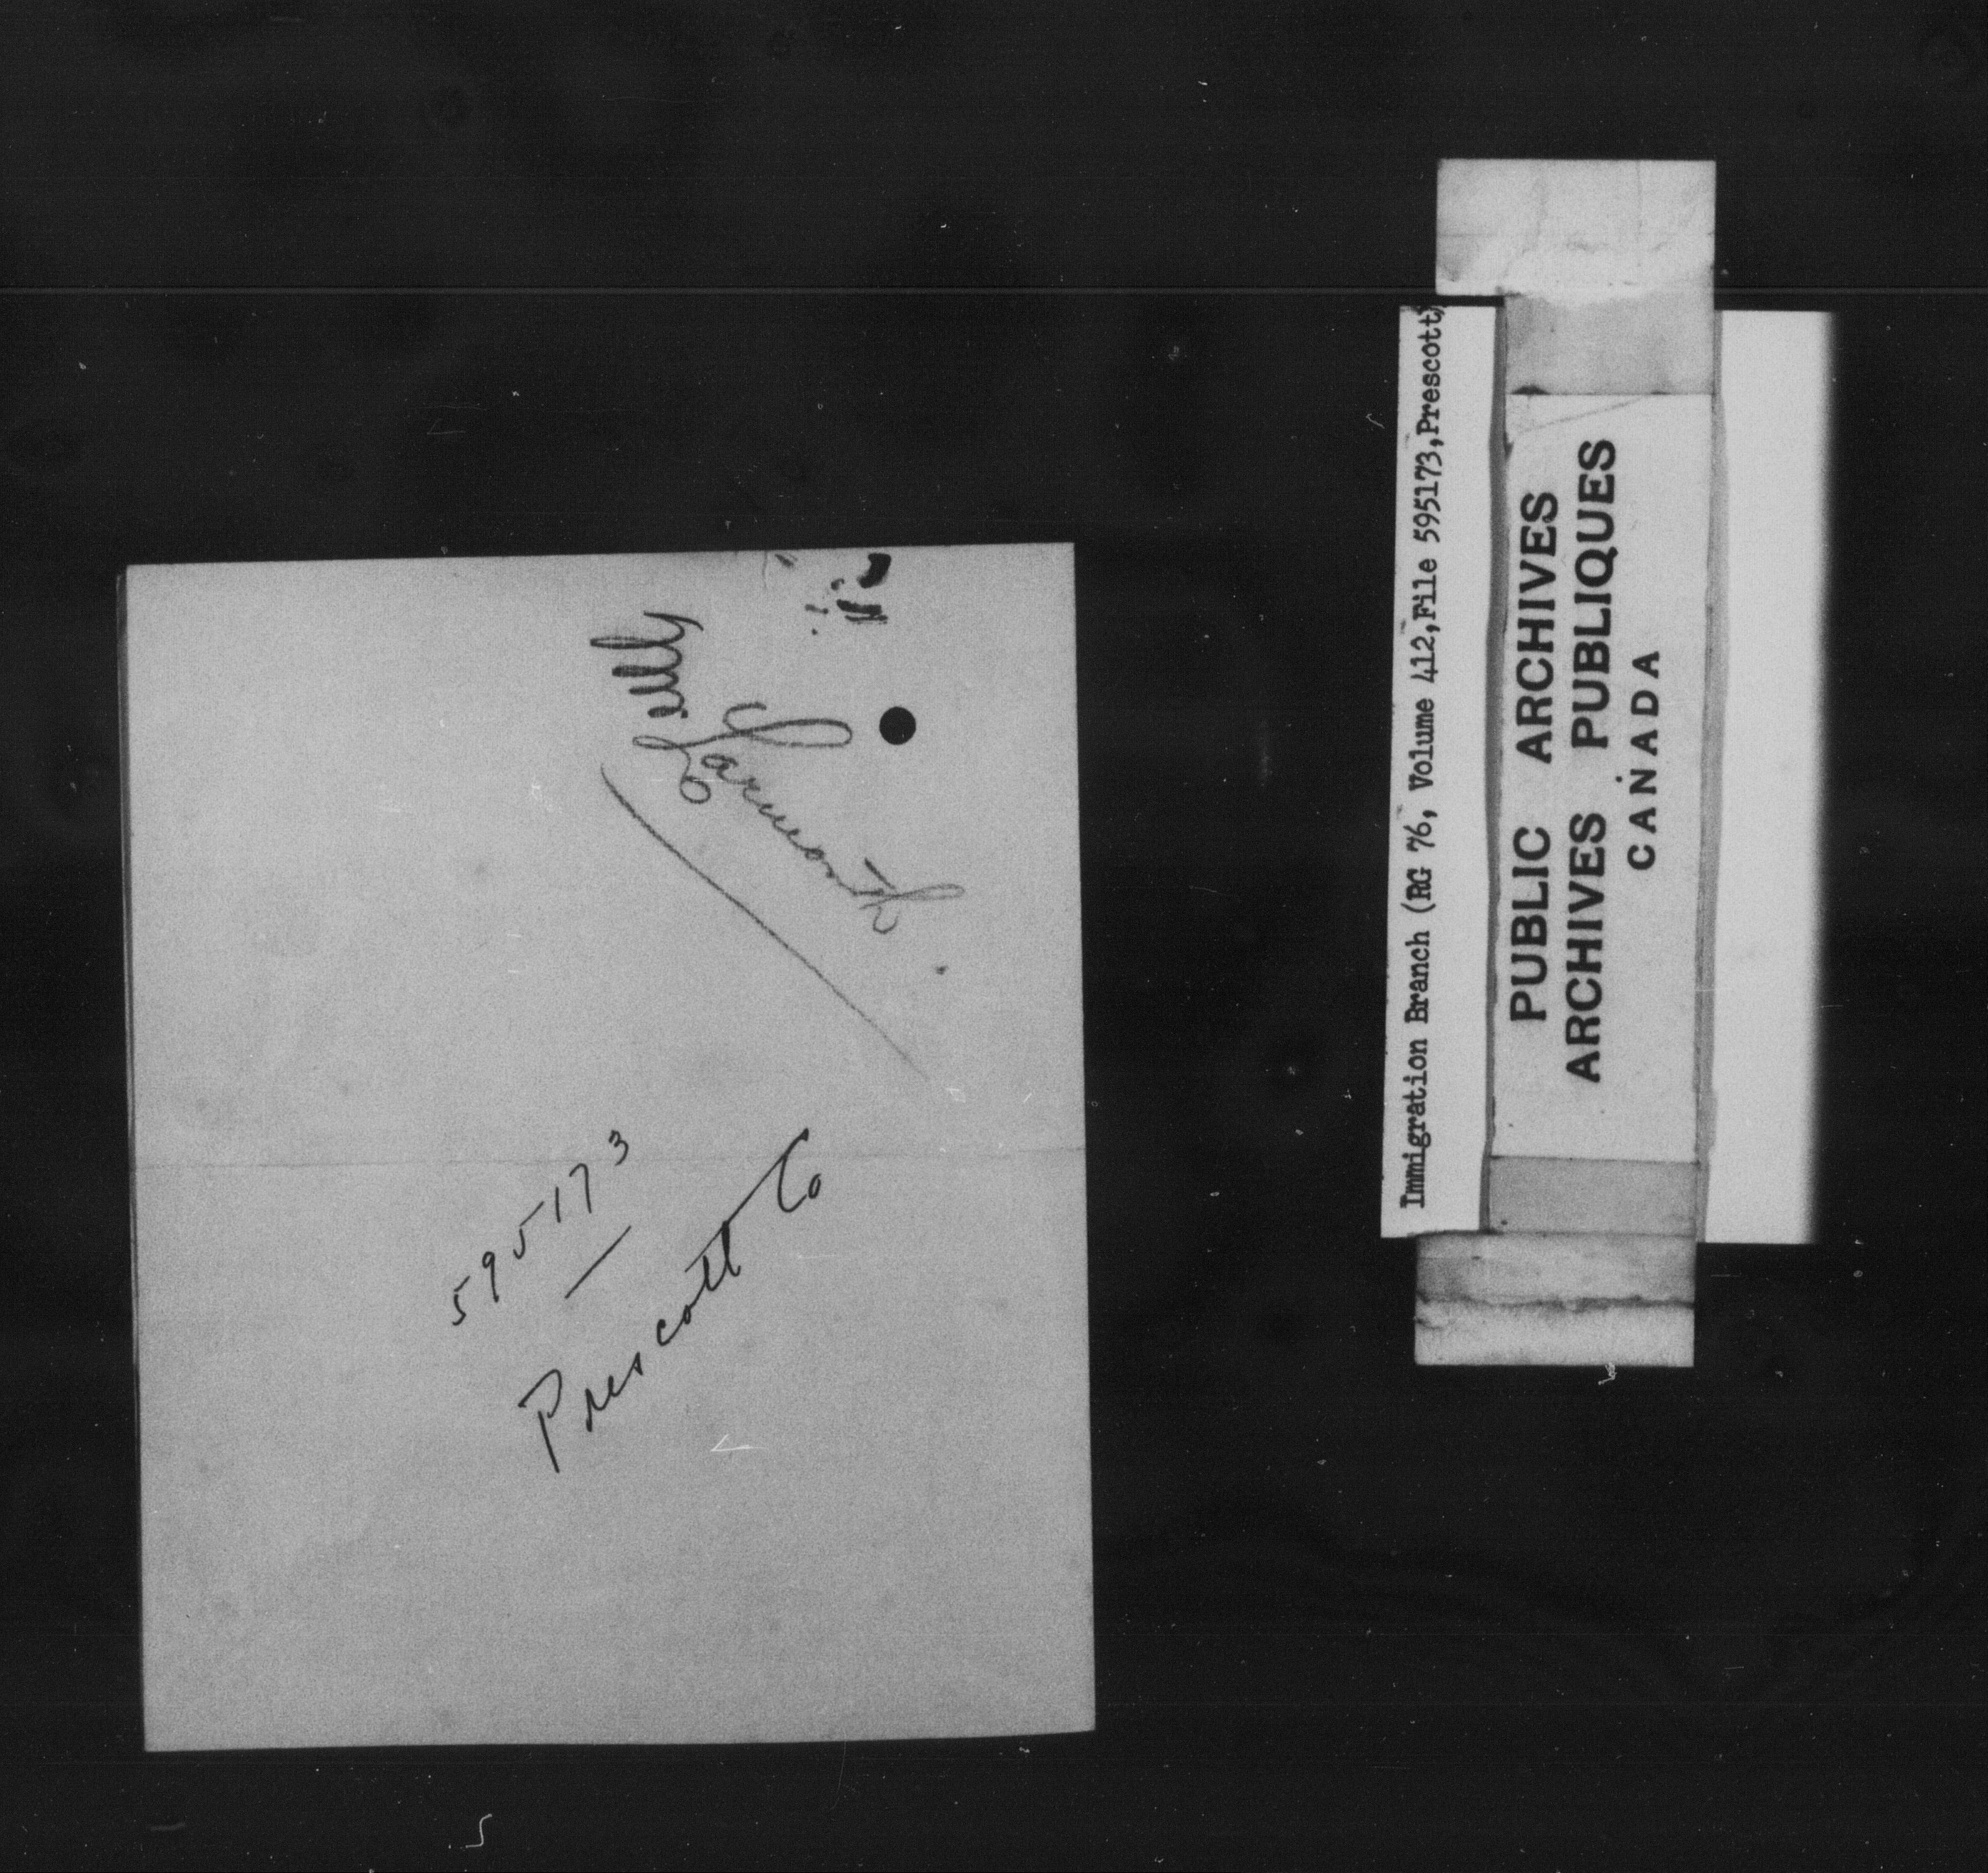 595173
Prescott Co
Immigration Branch (RG 76, Volume 412,File 595173,Prescott)
PUBLIC ARCHIVES
ARCHIVES PUBLIQUES
CANADA